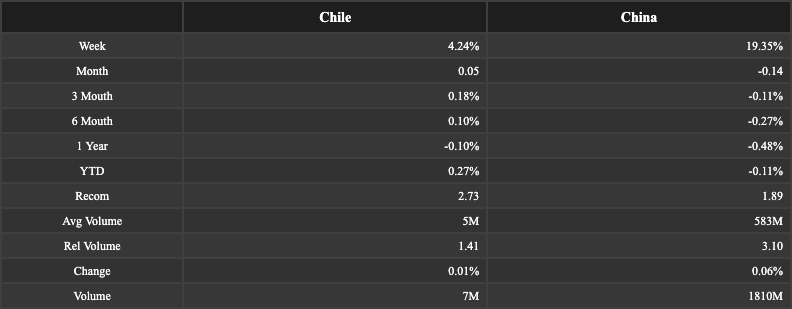 Chile China
Week 4.24% 19.35%
Month 0.05 -0.14
3 Mouth 0.18% -0.11%
6 Mouth 0.10% -0.27%
1 Year -0.10% -0.48%
YTD 0.27% -0.11%
Recom 2.73 1.89
Avg Volume 5M 583M
Rel Volume 1.41 3.10
Change 0.01% 0.06%
Volume 7M 1810M